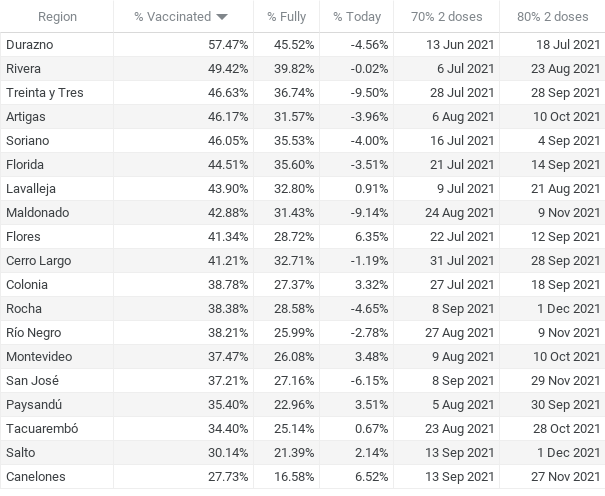 Region % Vaccinated % Fully % Today 70% 2 doses 80% 2 doses
Durazno 57.47% 45.52% -4.56% 13 Jun 2021 18 Jul 2021
Rivera 49.42% 39.82% -0.02% 6 Jul 2021 23 Aug 2021
Treinta y Tres 46.63% 36.74% -9.50% 28 Jul 2021 28 Sep 2021
Artigas 46.17% 31.57% -3.96% 6 Aug 2021 10 Oct 2021
Soriano 46.05% 35.53% -4.00% 16 Jul 2021 4 Sep 2021
Florida 44.51% 35.60% -3.51% 21 Jul 2021 14 Sep 2021
Lavalleja 43.90% 32.80% 0.91% 9 Jul 2021 21 Aug 2021
Maldonado 42.88% 31.43% -9.14% 24 Aug 2021 9 Nov 2021
Flores 41.34% 28.72% 6.35% 22 Jul 2021 12 Sep 2021
Cerro Largo 41.21% 32.71% -1.19% 31 Jul 2021 28 Sep 2021
Colonia 38.78% 27.37% 3.32% 27 Jul 2021 18 Sep 2021
Rocha 38.38% 28.58% -4.65% 8 Sep 2021 1 Dec 2021
Río Negro 38.21% 25.99% -2.78% 27 Aug 2021 9 Nov 2021
Montevideo 37.47% 26.08% 3.48% 9 Aug 2021 10 Oct 2021
San José 37.21% 27.16% -6.15% 8 Sep 2021 29 Nov 2021
Paysandú 35.40% 22.96% 3.51% 5 Aug 2021 30 Sep 2021
Tacuarembó 34.40% 25.14% 0.67% 23 Aug 2021 28 Oct 2021
Salto 30.14% 21.39% 2.14% 13 Sep 2021 1 Dec 2021
Canelones 27.73% 16.58% 6.52% 13 Sep 2021 27 Nov 2021